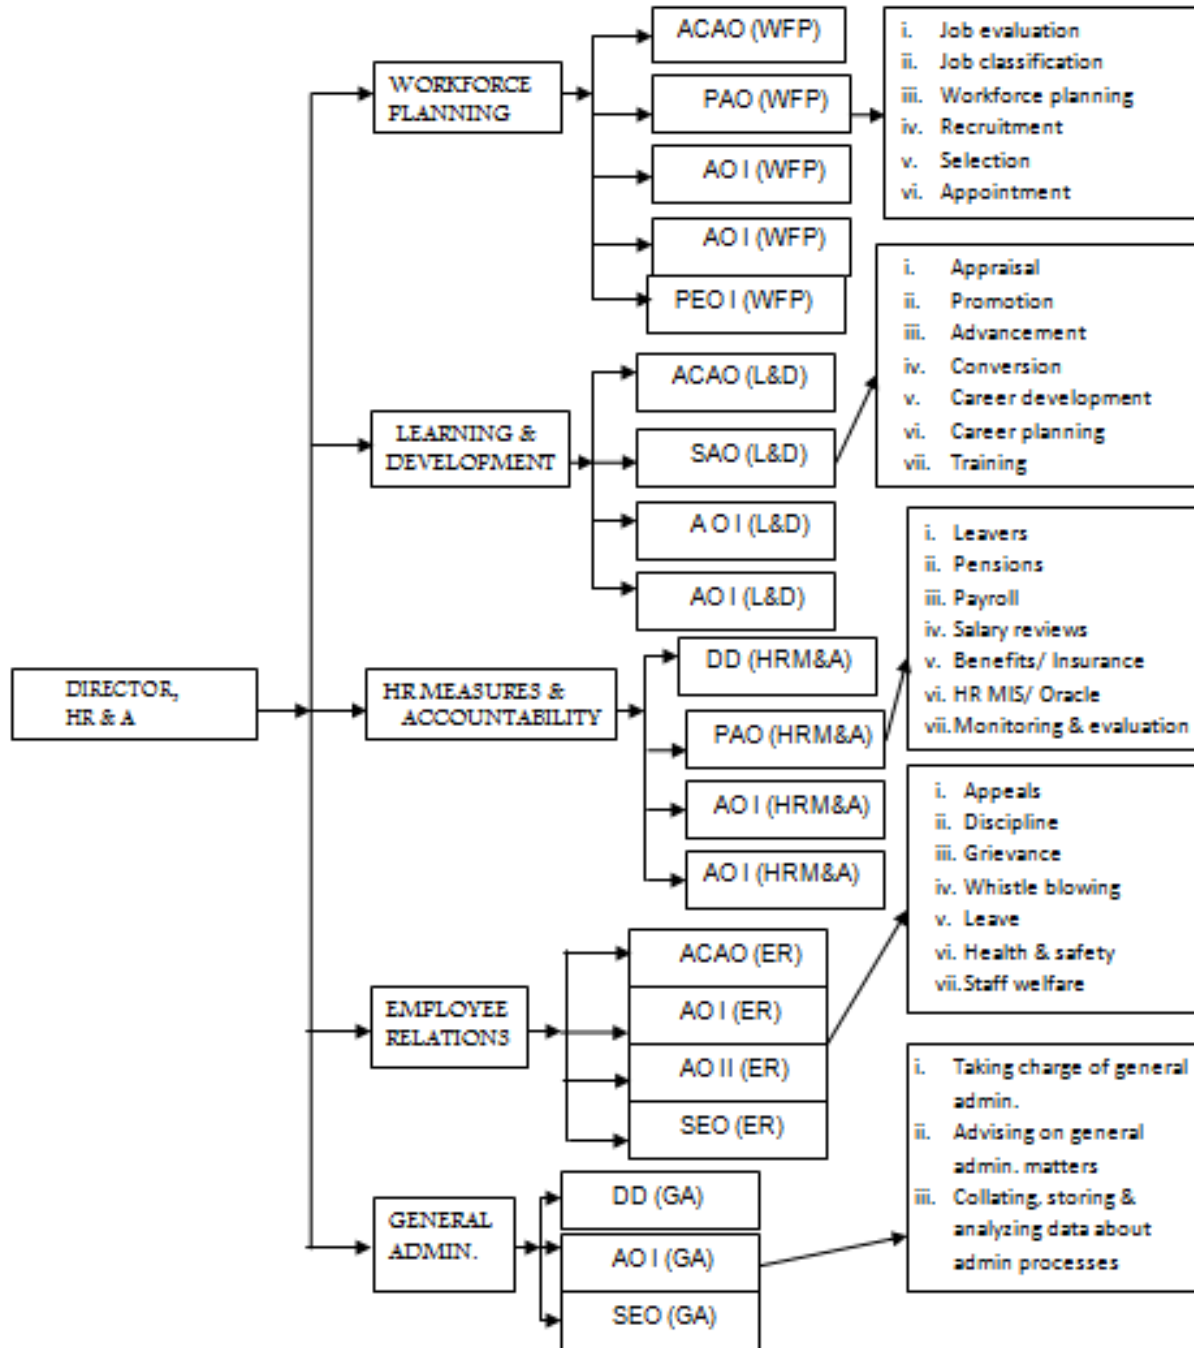 DIRECTOR,
HR & A
WORKFORCE
PLANNING
ACAO (WFP)
PAO (WFP)
AO I (WFP)
AO I (WFP)
PEO I (WFP)
i. Job evaluation
ii. Job classification
iii. Workforce planning
iv. Recruitment
v. Selection
vi. Appointment
LEARNING &
DEVELOPMENT
ACAO (L&D)
SAO (L&D)
A O I (L&D)
AO I (L&D)
i. Appraisal
ii. Promotion
iii. Advancement
iv. Conversion
v. Career development
vi. Career planning
vii. Training
HR MEASURES &
ACCOUNTABILITY
DD (HRM&A)
PAO (HRM&A)
AO I (HRM&A)
AO I (HRM&A)
i. Leavers
ii. Pensions
iii. Payroll
iv. Salary reviews
v. Benefits/ Insurance
vi. HR MIS/ Oracle
vii. Monitoring & evaluation
EMPLOYEE
RELATIONS
ACAO (ER)
AO I (ER)
AO II (ER)
SEO (ER)
i. Appeals
ii. Discipline
iii. Grievance
iv. Whistle blowing
v. Leave
vi. Health & safety
vii. Staff welfare
GENERAL
ADMIN.
DD (GA)
AO I (GA)
SEO (GA)
i. Taking charge of general
admin.
ii. Advising on general
admin. matters
iii. Collating, storing &
analyzing data about
admin processes